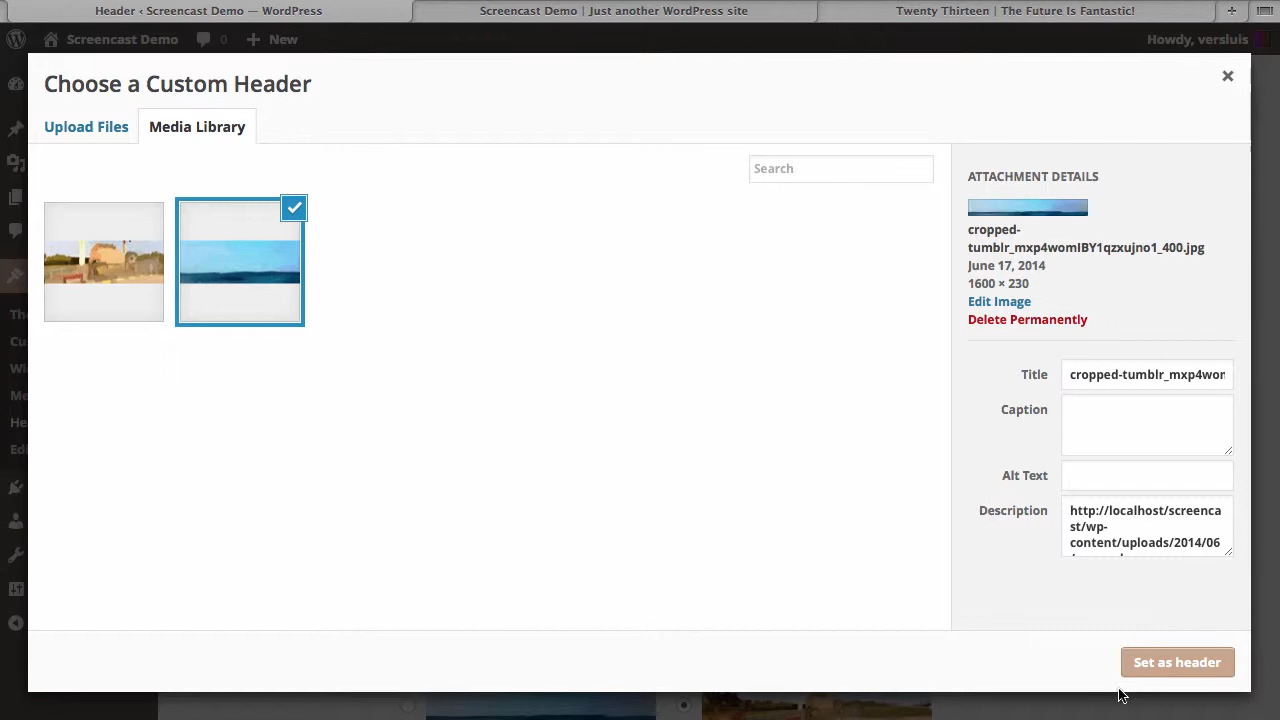 Header ‹ Screencast Demo — WordPress
Screencast Demo | Just another WordPress site
Twenty Thirteen | The Future Is Fantastic!
Screencast Demo
0
New
Howdy, versluis
Choose a Custom Header
Upload Files
Media Library
Search
ATTACHMENT DETAILS
cropped-
tumblr_mxp4womIBY1qzxujno1_400.jpg
June 17, 2014
1600 × 230
Edit Image
Delete Permanently
Title
cropped-tumblr_mxp4wom
Caption
Alt Text
Description
http://localhost/screenca
st/wp-
content/uploads/2014/06
Set as header